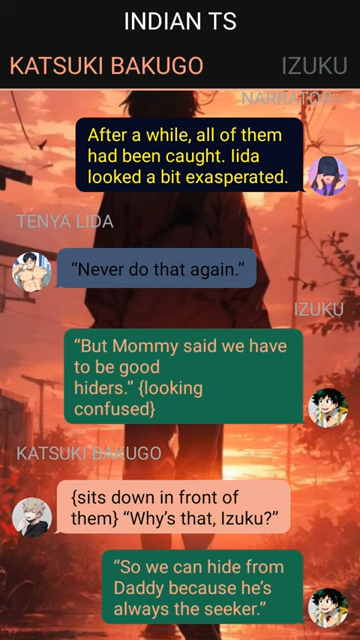 INDIAN TS
KATSUKI BAKUGO
IZUKU
NARRATOR
After a while, all of them
had been caught. Iida
looked a bit exasperated.
TENYA LIDA
“Never do that again.”
IZUKU
“But Mommy said we have
to be good
hiders.” {looking
confused}
KATSUKI BAKUGO
{sits down in front of
them} “Why’s that, Izuku?”
“So we can hide from
Daddy because he’s
always the seeker.”